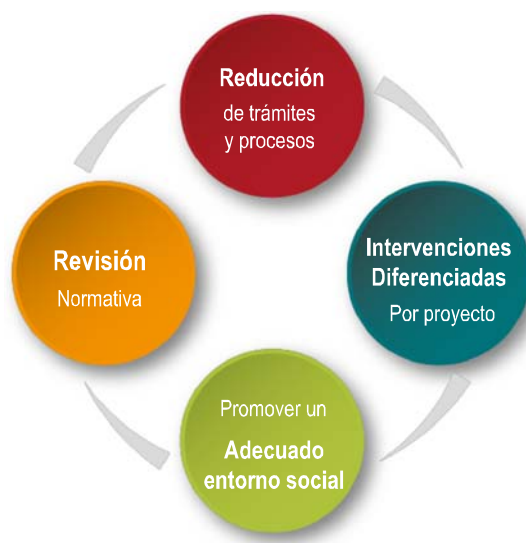 Reducción
de trámites
y procesos
Intervenciones
Diferenciadas
Por proyecto
Revisión
Normativa
Promover un
Adecuado
entorno social